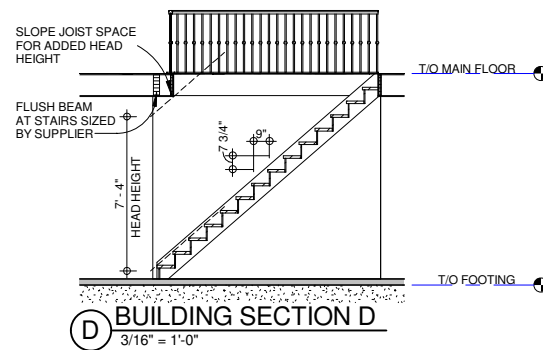 SLOPE JOIST SPACE
FOR ADDED HEAD
HEIGHT
T/O MAIN FLOOR
FLUSH BEAM
AT STAIRS SIZED
BY SUPPLIER
7 3/4"
9"
7' - 4"
HEAD HEIGHT
T/O FOOTING
D
BUILDING SECTION D
3/16" = 1'-0"